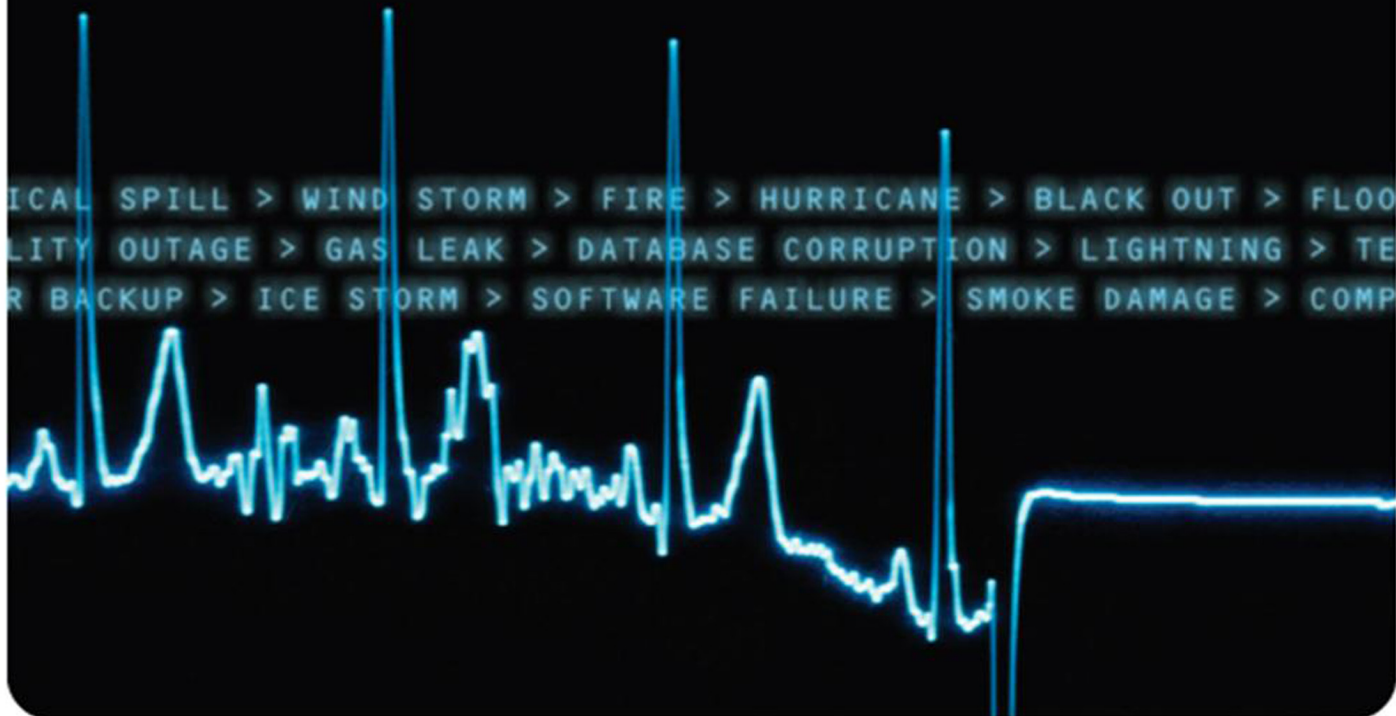 ICAL SPILL > WIND STORM > FIRE > HURRICANE > BLACK OUT > FLOO
LITY OUTAGE > GAS LEAK > DATABASE CORRUPTION > LIGHTNING > TE
R BACKUP > ICE STORM > SOFTWARE FAILURE > SMOKE DAMAGE > COMP